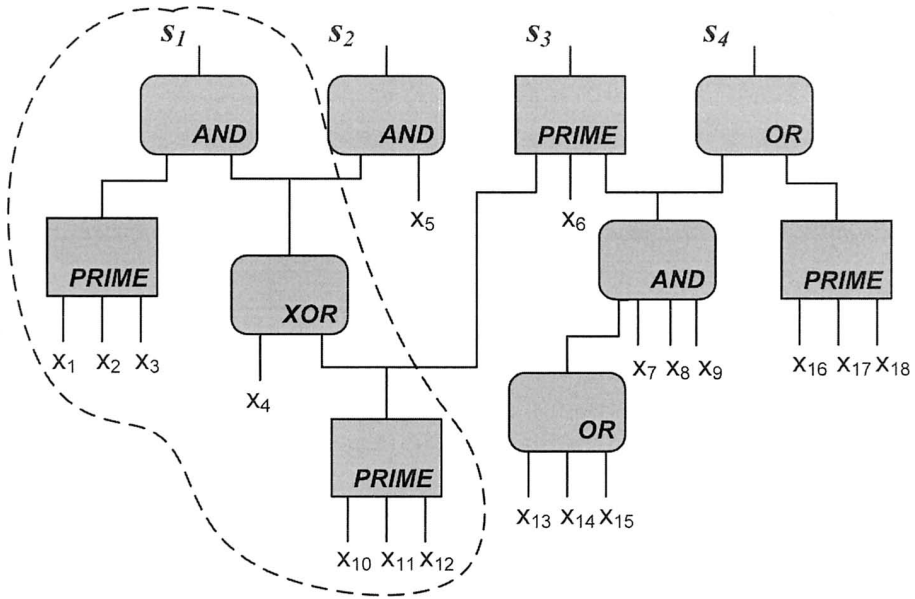 s₁ s₂ s₃ s₄
AND AND PRIME OR
x₅ x₆
PRIME XOR AND PRIME
x₁ x₂ x₃ x₄ x₇ x₈ x₉ x₁₆ x₁₇ x₁₈
PRIME OR
x₁₀ x₁₁ x₁₂ x₁₃ x₁₄ x₁₅